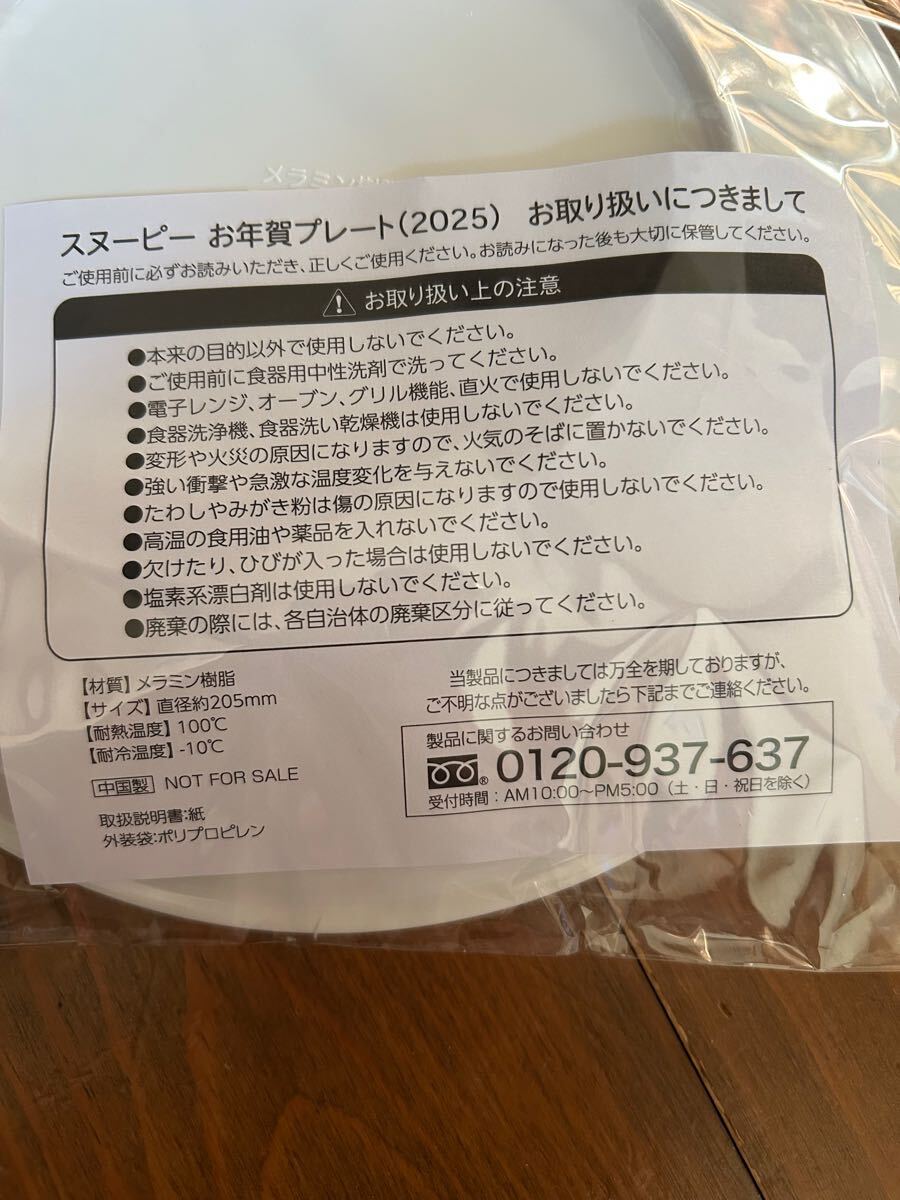 メラミン
スヌーピー お年賀プレート(2025) お取り扱いにつきまして
ご使用前に必ずお読みいただき、正しくご使用ください。お読みになった後も大切に保管してください。
お取り扱い上の注意
●本来の目的以外で使用しないでください。
●ご使用前に食器用中性洗剤で洗ってください。
●電子レンジ、オーブン、グリル機能、直火で使用しないでください。
●食器洗浄機、食器洗い乾燥機は使用しないでください。
●変形や火災の原因になりますので、火気のそばに置かないでください。
●強い衝撃や急激な温度変化を与えないでください。
●たわしやみがき粉は傷の原因になりますので使用しないでください。
●高温の食用油や薬品を入れないでください。
●欠けたり、ひびが入った場合は使用しないでください。
●塩素系漂白剤は使用しないでください。
●廃棄の際には、各自治体の廃棄区分に従ってください。
【材質】メラミン樹脂
【サイズ】直径約205mm
【耐熱温度】100℃
【耐冷温度】-10℃
中国製 NOT FOR SALE
取扱説明書:紙
外装袋:ポリプロピレン
当製品につきましては万全を期しておりますが、
ご不明な点がございましたら下記までご連絡ください。
製品に関するお問い合わせ
® 0120-937-637
受付時間：AM10:00〜PM5:00（土・日・祝日を除く）